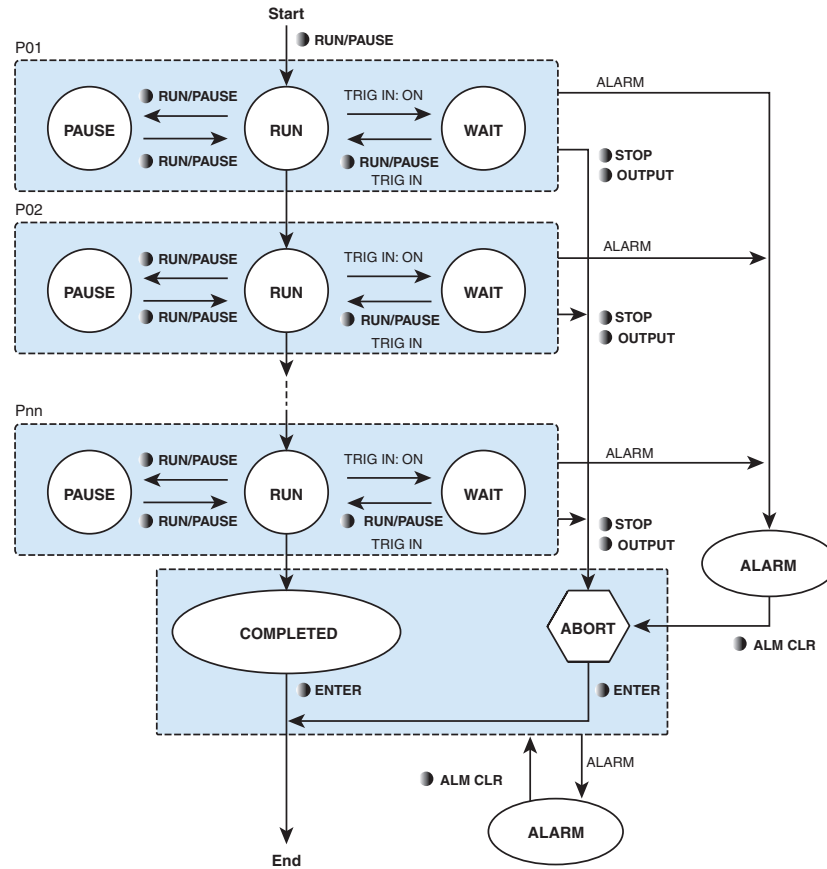 Start
RUN/PAUSE
P01
ALARM
RUN/PAUSE
TRIG IN: ON
PAUSE
RUN
WAIT
RUN/PAUSE
RUN/PAUSE
TRIG IN
STOP
OUTPUT
P02
ALARM
RUN/PAUSE
TRIG IN: ON
PAUSE
RUN
WAIT
RUN/PAUSE
RUN/PAUSE
TRIG IN
STOP
OUTPUT
Pnn
ALARM
RUN/PAUSE
TRIG IN: ON
PAUSE
RUN
WAIT
RUN/PAUSE
RUN/PAUSE
TRIG IN
STOP
OUTPUT
ALARM
COMPLETED
ABORT
ALM CLR
ENTER
ENTER
ALM CLR
ALARM
ALARM
End